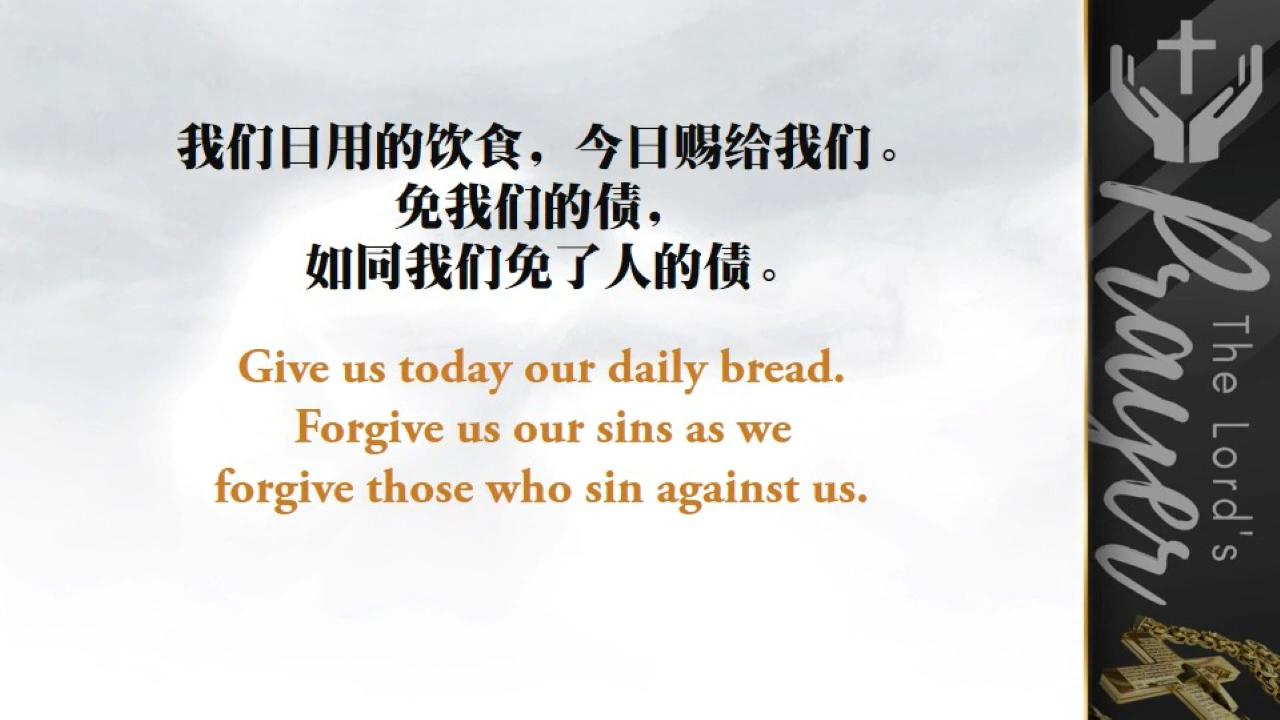 我们日用的饮食，今日赐给我们。
免我们的债，
如同我们免了人的债。
Give us today our daily bread.
Forgive us our sins as we
forgive those who sin against us.
The Lord's
Prayer